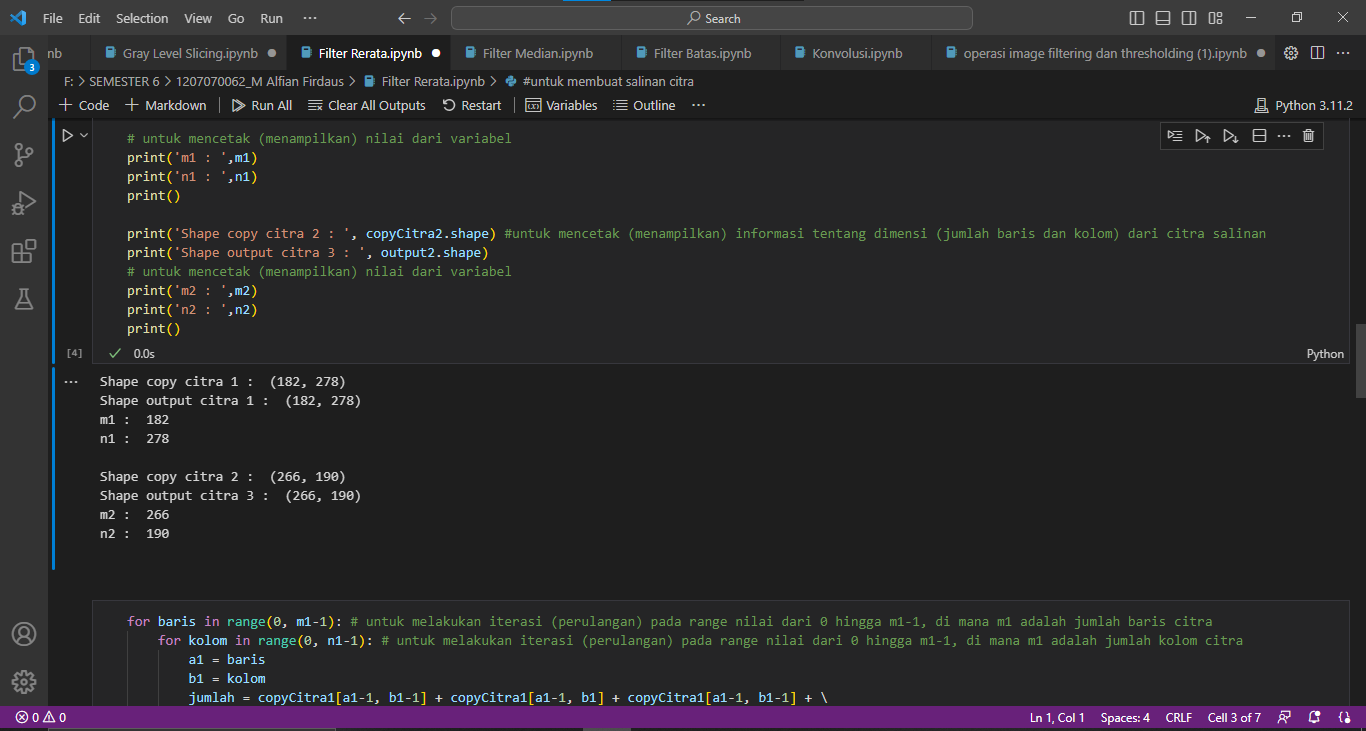 File Edit Selection View Go Run ··· Search
nb Gray Level Slicing.ipynb Filter Rerata.ipynb Filter Median.ipynb Filter Batas.ipynb Konvolusi.ipynb operasi image filtering dan thresholding (1).ipynb ···
3
F: > SEMESTER 6 > 1207070062_M Alfian Firdaus > Filter Rerata.ipynb > #untuk membuat salinan citra
+ Code + Markdown Run All Clear All Outputs Restart Variables Outline ··· Python 3.11.2
# untuk mencetak (menampilkan) nilai dari variabel
print('m1 : ',m1)
print('n1 : ',n1)
print()
print('Shape copy citra 2 : ', copyCitra2.shape) #untuk mencetak (menampilkan) informasi tentang dimensi (jumlah baris dan kolom) dari citra salinan
print('Shape output citra 3 : ', output2.shape)
# untuk mencetak (menampilkan) nilai dari variabel
print('m2 : ',m2)
print('n2 : ',n2)
print()
[4] ✓ 0.0s Python
··· Shape copy citra 1 :  (182, 278)
Shape output citra 1 :  (182, 278)
m1 :  182
n1 :  278
Shape copy citra 2 :  (266, 190)
Shape output citra 3 :  (266, 190)
m2 :  266
n2 :  190
for baris in range(0, m1-1): # untuk melakukan iterasi (perulangan) pada range nilai dari 0 hingga m1-1, di mana m1 adalah jumlah baris citra
for kolom in range(0, n1-1): # untuk melakukan iterasi (perulangan) pada range nilai dari 0 hingga m1-1, di mana m1 adalah jumlah kolom citra
a1 = baris
b1 = kolom
jumlah = copyCitra1[a1-1, b1-1] + copyCitra1[a1-1, b1] + copyCitra1[a1-1, b1-1] + \
0 0 Ln 1, Col 1 Spaces: 4 CRLF Cell 3 of 7